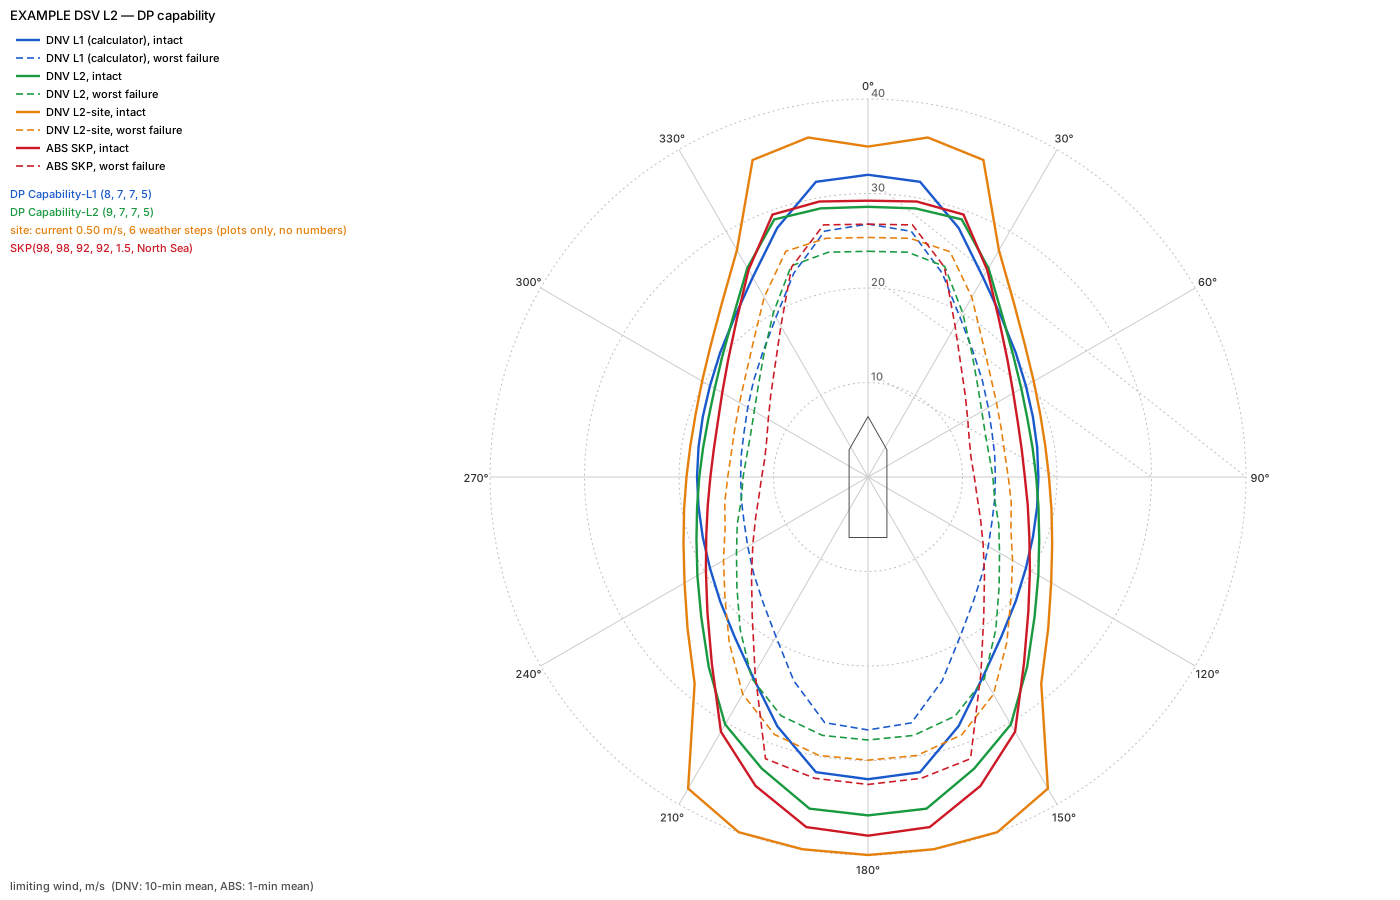 EXAMPLE DSV L2 — DP capability
DNV L1 (calculator), intact
DNV L1 (calculator), worst failure
DNV L2, intact
DNV L2, worst failure
DNV L2-site, intact
DNV L2-site, worst failure
ABS SKP, intact
ABS SKP, worst failure
DP Capability-L1 (8, 7, 7, 5)
DP Capability-L2 (9, 7, 7, 5)
site: current 0.50 m/s, 6 weather steps (plots only, no numbers)
SKP(98, 98, 92, 92, 1.5, North Sea)
0°
40
330°
30°
30
300°
20
60°
10
270°
90°
240°
120°
210°
150°
180°
limiting wind, m/s (DNV: 10-min mean, ABS: 1-min mean)